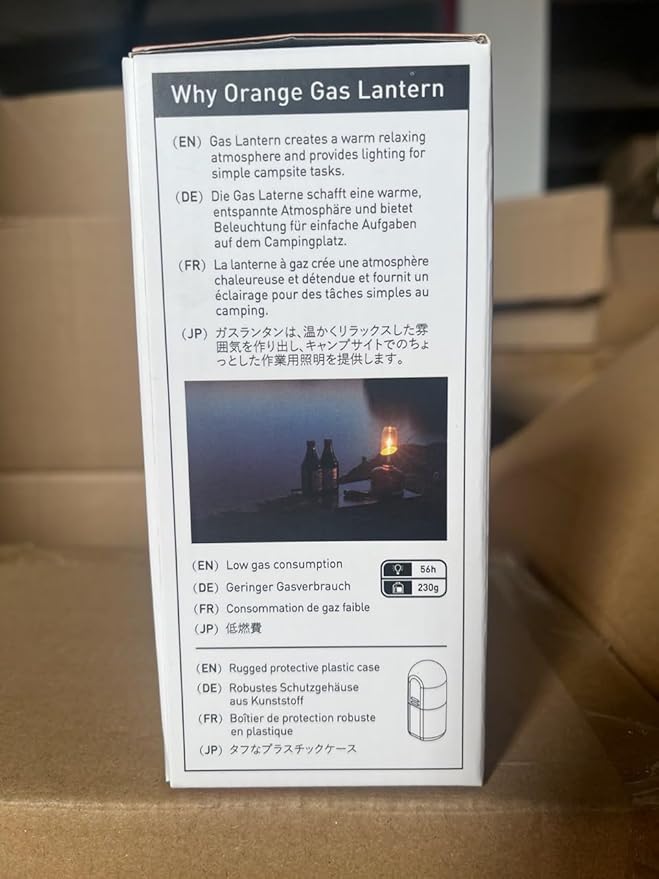 Why Orange Gas Lantern
(EN) Gas Lantern creates a warm relaxing
atmosphere and provides lighting for
simple campsite tasks.
(DE) Die Gas Laterne schafft eine warme,
entspannte Atmosphäre und bietet
Beleuchtung für einfache Aufgaben
auf dem Campingplatz.
(FR) La lanterne à gaz crée une atmosphère
chaleureuse et détendue et fournit un
éclairage pour des tâches simples au
camping.
(JP) ガスランタンは、温かくリラックスした雰
囲気を作り出し、キャンプサイトでのちょ
っとした作業用照明を提供します。
(EN) Low gas consumption
(DE) Geringer Gasverbrauch
(FR) Consommation de gaz faible
(JP) 低燃費
56h
230g
(EN) Rugged protective plastic case
(DE) Robustes Schutzgehäuse
aus Kunststoff
(FR) Boîtier de protection robuste
en plastique
(JP) タフなプラスチックケース